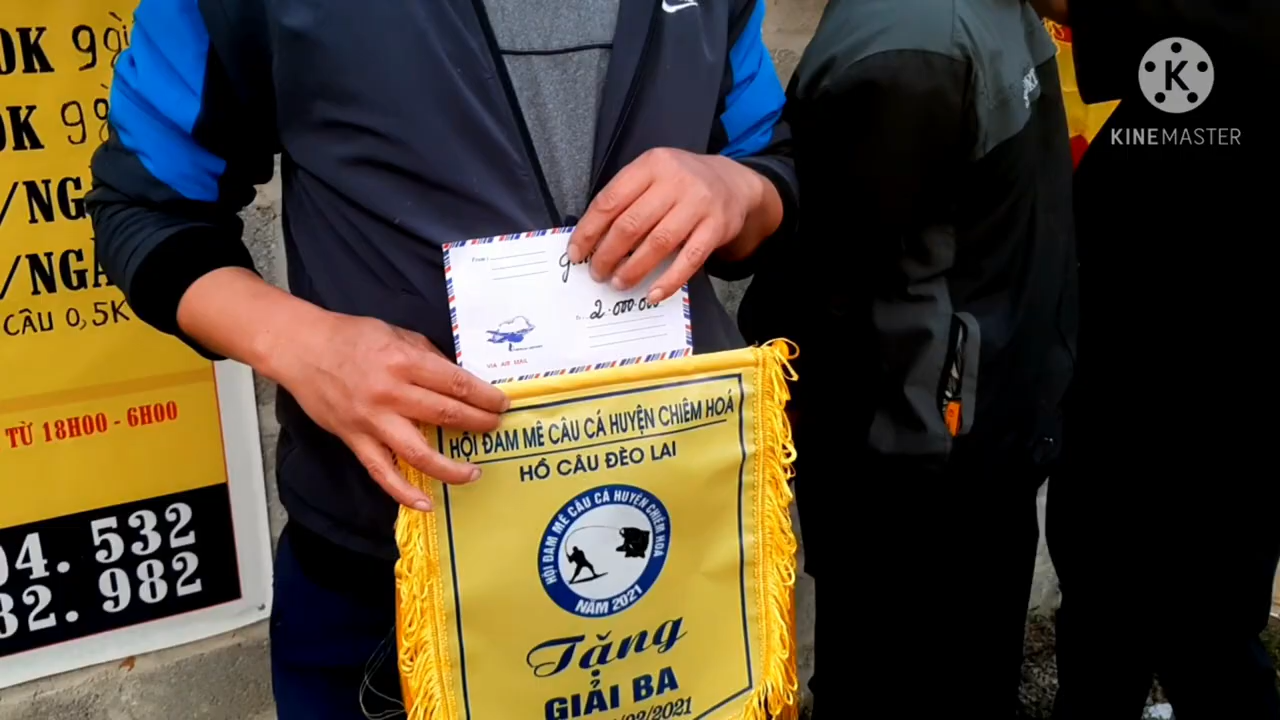 OK 9
OK 9
/NG
/NGÀ
CÂU 0,5K
TỪ 18H00 - 6H00
04. 532
82. 982
From :
2.000.000
To :
VIA AIR MAIL
HỘI ĐAM MÊ CÂU CÁ HUYỆN CHIÊM HOÁ
HỒ CÂU ĐÈO LAI
HỘI ĐAM MÊ CÂU CÁ HUYỆN CHIÊM HOÁ
NĂM 2021
Tặng
GIẢI BA
/02/2021
K
KINEMASTER